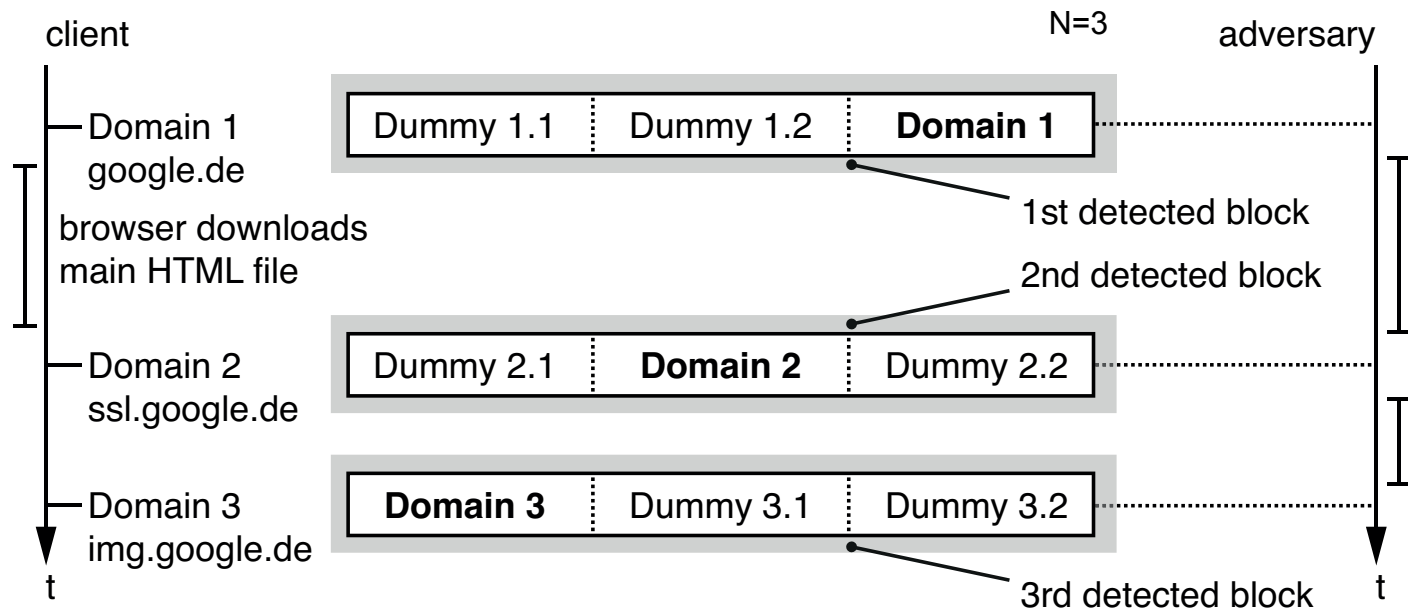 client
N=3
adversary
Domain 1
google.de
Dummy 1.1
Dummy 1.2
Domain 1
browser downloads
main HTML file
1st detected block
2nd detected block
Domain 2
ssl.google.de
Dummy 2.1
Domain 2
Dummy 2.2
Domain 3
img.google.de
Domain 3
Dummy 3.1
Dummy 3.2
3rd detected block
t
t